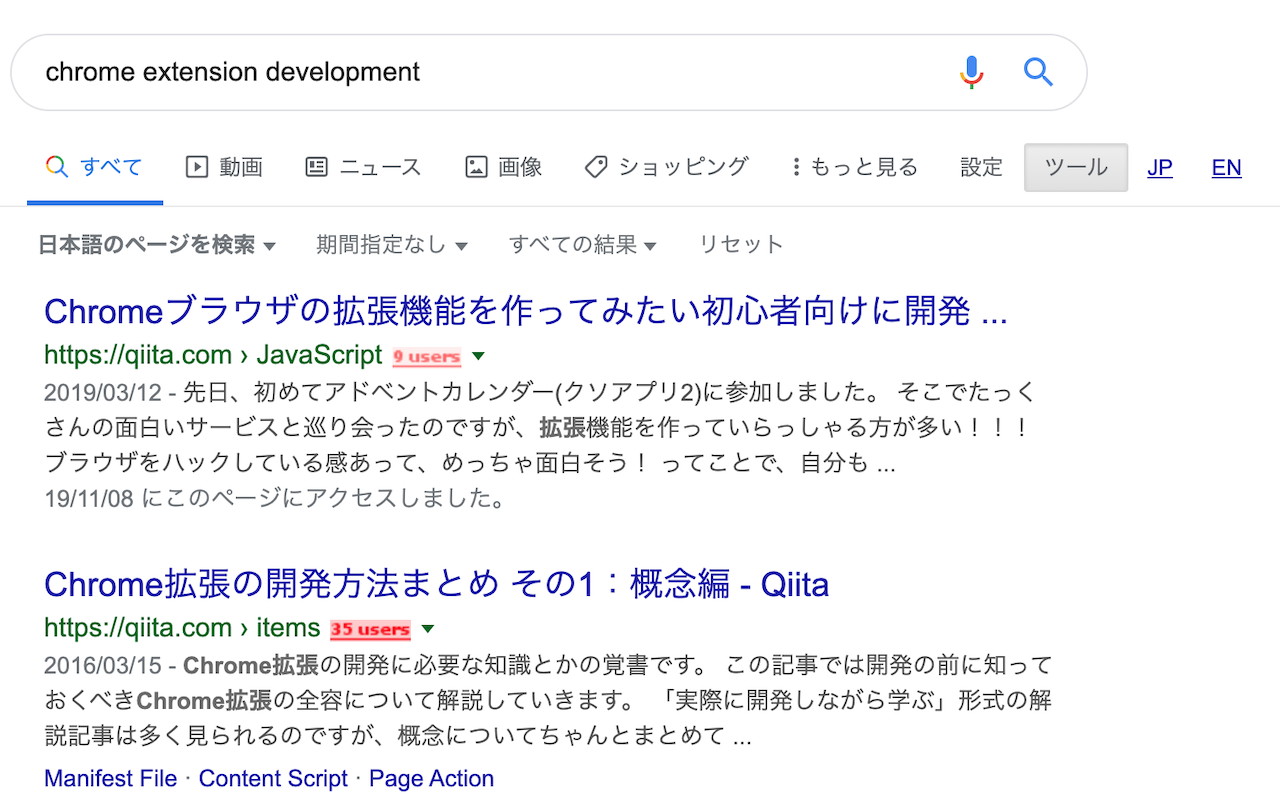 chrome extension development
すべて 動画 ニュース 画像 ショッピング もっと見る 設定 ツール JP EN
日本語のページを検索 期間指定なし すべての結果 リセット
Chromeブラウザの拡張機能を作ってみたい初心者向けに開発 ...
https://qiita.com › JavaScript 9 users
2019/03/12 - 先日、初めてアドベントカレンダー(クソアプリ2)に参加しました。 そこでたっく
さんの面白いサービスと巡り会ったのですが、拡張機能を作っていらっしゃる方が多い！！！
ブラウザをハックしている感あって、めっちゃ面白そう！ ってことで、自分も ...
19/11/08 にこのページにアクセスしました。
Chrome拡張の開発方法まとめ その1：概念編 - Qiita
https://qiita.com › items 35 users
2016/03/15 - Chrome拡張の開発に必要な知識とかの覚書です。 この記事では開発の前に知って
おくべきChrome拡張の全容について解説していきます。 「実際に開発しながら学ぶ」形式の解
説記事は多く見られるのですが、概念についてちゃんとまとめて ...
Manifest File · Content Script · Page Action